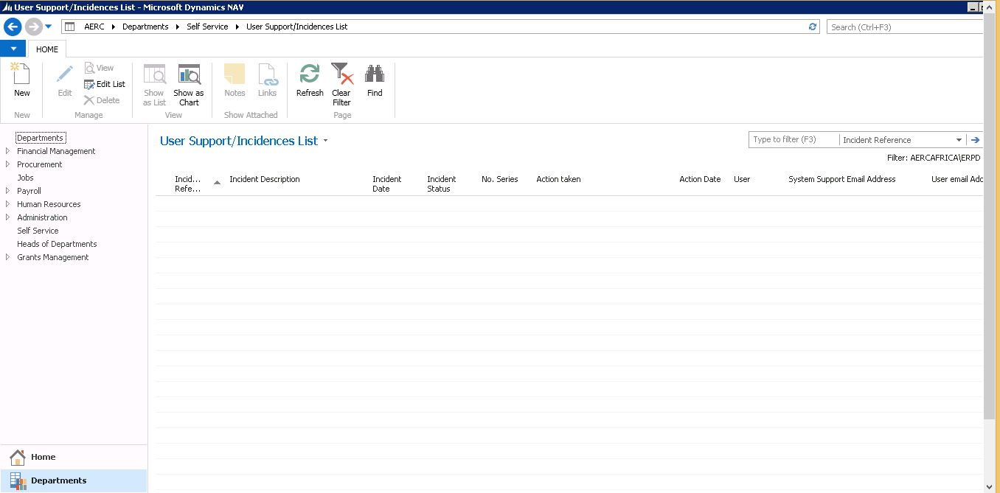 User Support/Incidences List - Microsoft Dynamics NAV
AERC Departments Self Service User Support/Incidences List
Search (Ctrl+F3)
HOME
New
Edit
View
Edit List
Delete
Show as List
Show as Chart
Notes
Links
Refresh
Clear Filter
Find
New
Manage
View
Show Attached
Page
Departments
Financial Management
Procurement
Jobs
Payroll
Human Resources
Administration
Self Service
Heads of Departments
Grants Management
Home
Departments
User Support/Incidences List
Type to filter (F3)
Incident Reference
Filter: AERCAFRICA\ERPD
Incid... Refe...
Incident Description
Incident Date
Incident Status
No. Series
Action taken
Action Date
User
System Support Email Address
User email Adc